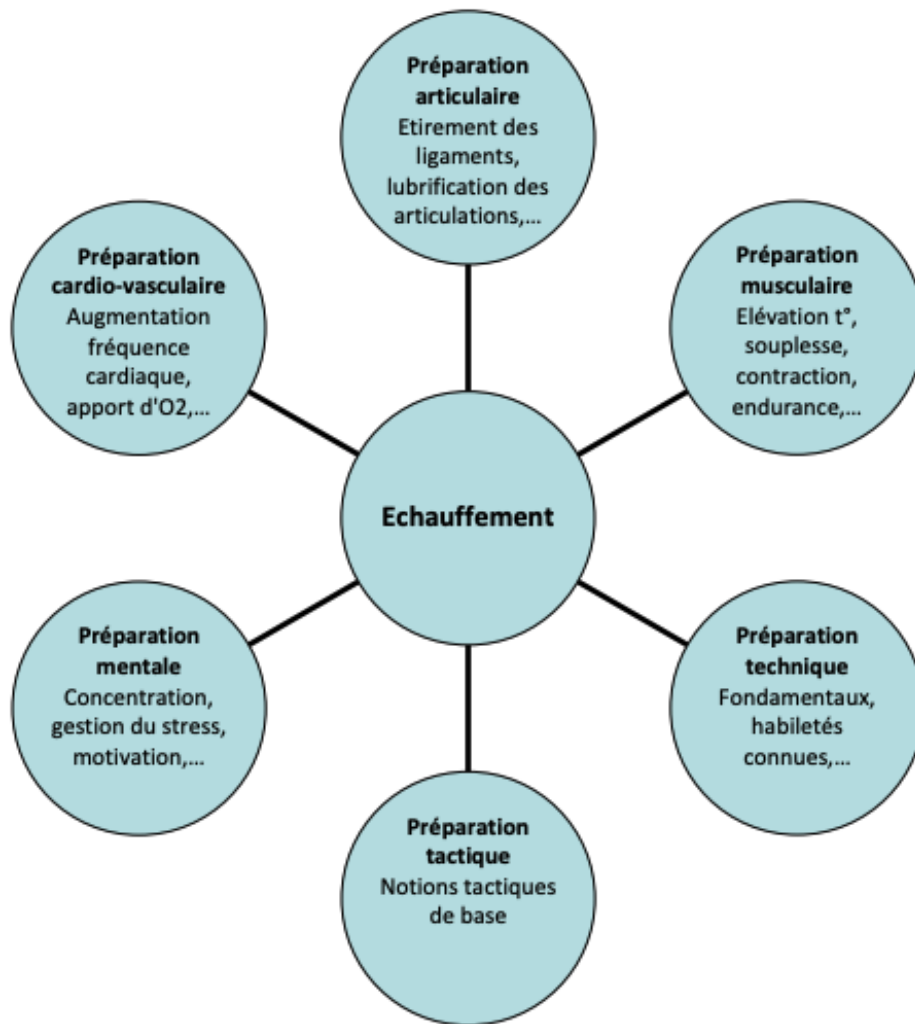 Préparation
articulaire
Etirement des
ligaments,
lubrification des
articulations,...
Préparation
cardio-vasculaire
Augmentation
fréquence
cardiaque,
apport d'O2,...
Préparation
musculaire
Elévation t°,
souplesse,
contraction,
endurance,...
Echauffement
Préparation
mentale
Concentration,
gestion du stress,
motivation,...
Préparation
technique
Fondamentaux,
habiletés
connues,...
Préparation
tactique
Notions tactiques
de base